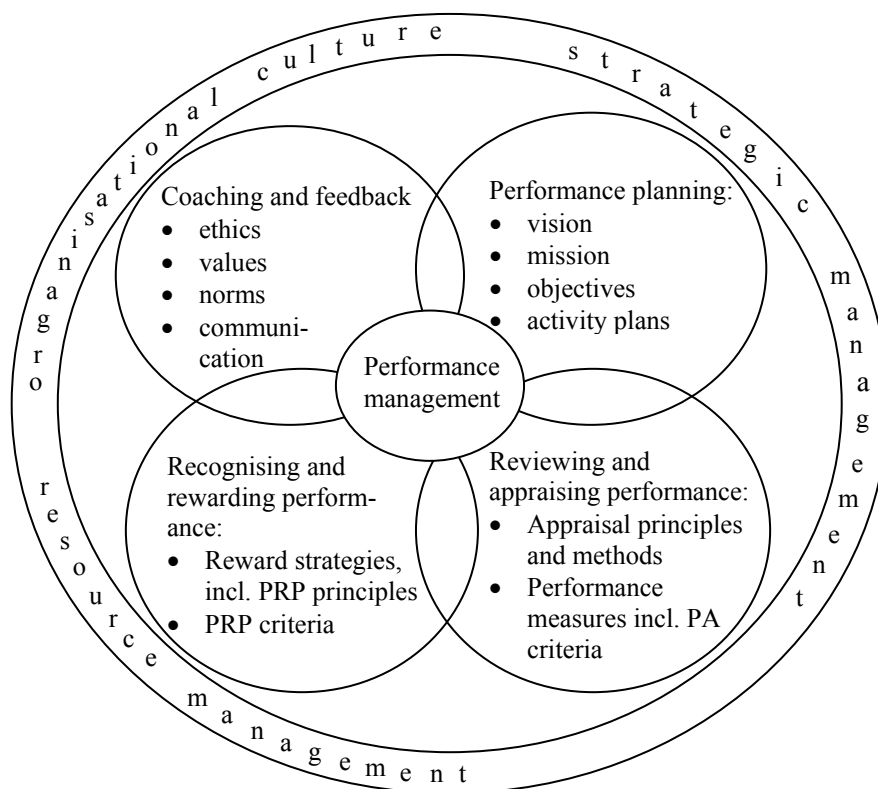 organisational culture
strategic management
Coaching and feedback
• ethics
• values
• norms
• communi-
cation
Performance planning:
• vision
• mission
• objectives
• activity plans
Performance
management
Recognising and
rewarding perform-
ance:
• Reward strategies,
incl. PRP principles
• PRP criteria
Reviewing and
appraising performance:
• Appraisal principles
and methods
• Performance
measures incl. PA
criteria
resource management